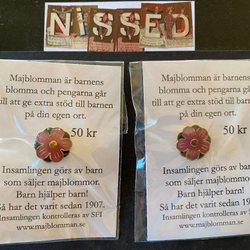 NiSSED
Majblomman är barnens
blomma och pengarna går
till att ge extra stöd till barnen
på din egen ort.
50 kr
Insamlingen görs av barn
som säljer majblommor.
Barn hjälper barn!
Så har det varit sedan 1907.
Insamlingen kontrolleras av SFI
www.majblomman.se
Majblomman är barnens
blomma och pengarna går
till att ge extra stöd till barnen
på din egen ort.
50 kr
Insamlingen görs av barn
som säljer majblommor.
Barn hjälper barn!
Så har det varit sedan 1907.
Insamlingen kontrolleras av
www.majblomman.se